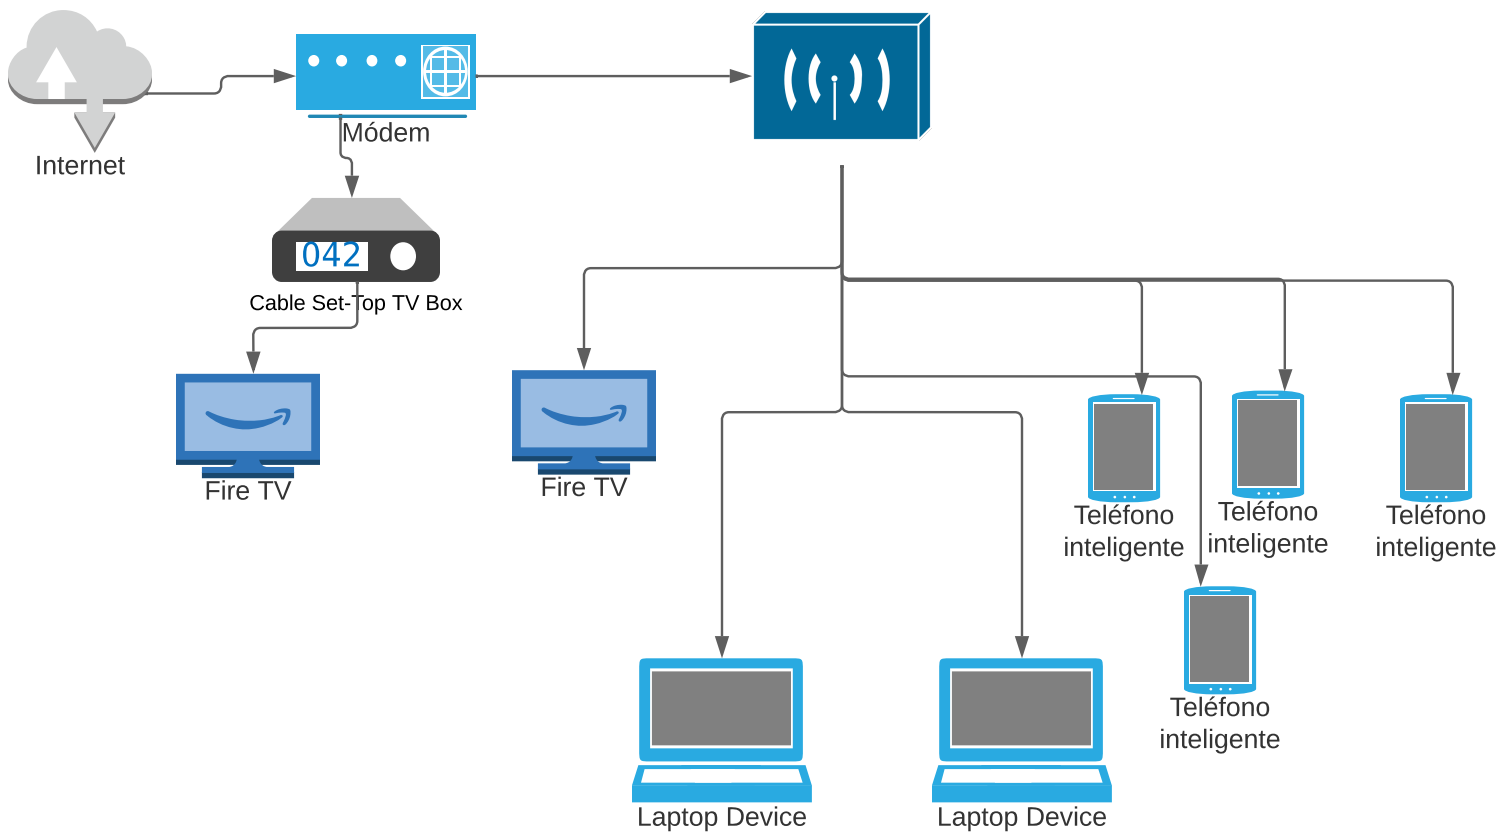 Internet
Módem
042
Cable Set-Top TV Box
Fire TV
Fire TV
Teléfono
inteligente
Teléfono
inteligente
Teléfono
inteligente
Teléfono
inteligente
Laptop Device
Laptop Device